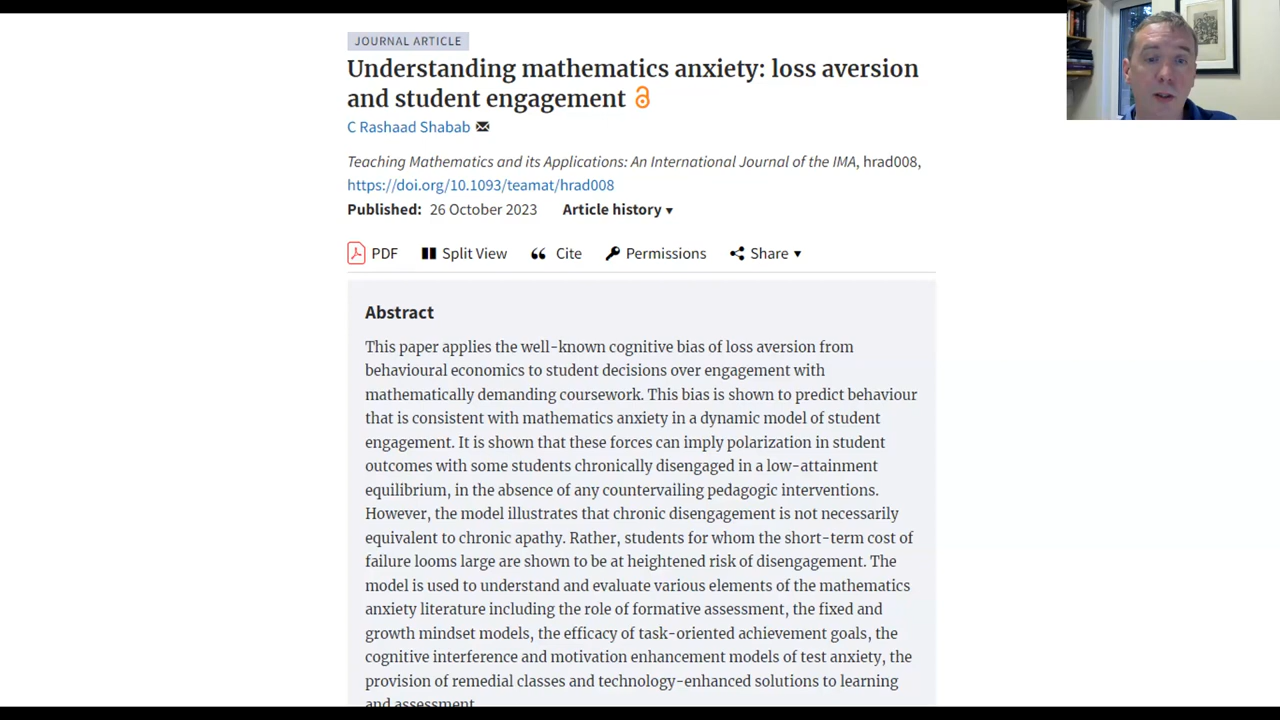 JOURNAL ARTICLE
Understanding mathematics anxiety: loss aversion
and student engagement
C Rashaad Shabab
Teaching Mathematics and its Applications: An International Journal of the IMA, hrad008,
https://doi.org/10.1093/teamat/hrad008
Published: 26 October 2023 Article history ▾
PDF Split View Cite Permissions Share ▾
Abstract
This paper applies the well-known cognitive bias of loss aversion from
behavioural economics to student decisions over engagement with
mathematically demanding coursework. This bias is shown to predict behaviour
that is consistent with mathematics anxiety in a dynamic model of student
engagement. It is shown that these forces can imply polarization in student
outcomes with some students chronically disengaged in a low-attainment
equilibrium, in the absence of any countervailing pedagogic interventions.
However, the model illustrates that chronic disengagement is not necessarily
equivalent to chronic apathy. Rather, students for whom the short-term cost of
failure looms large are shown to be at heightened risk of disengagement. The
model is used to understand and evaluate various elements of the mathematics
anxiety literature including the role of formative assessment, the fixed and
growth mindset models, the efficacy of task-oriented achievement goals, the
cognitive interference and motivation enhancement models of test anxiety, the
provision of remedial classes and technology-enhanced solutions to learning
and assessment.